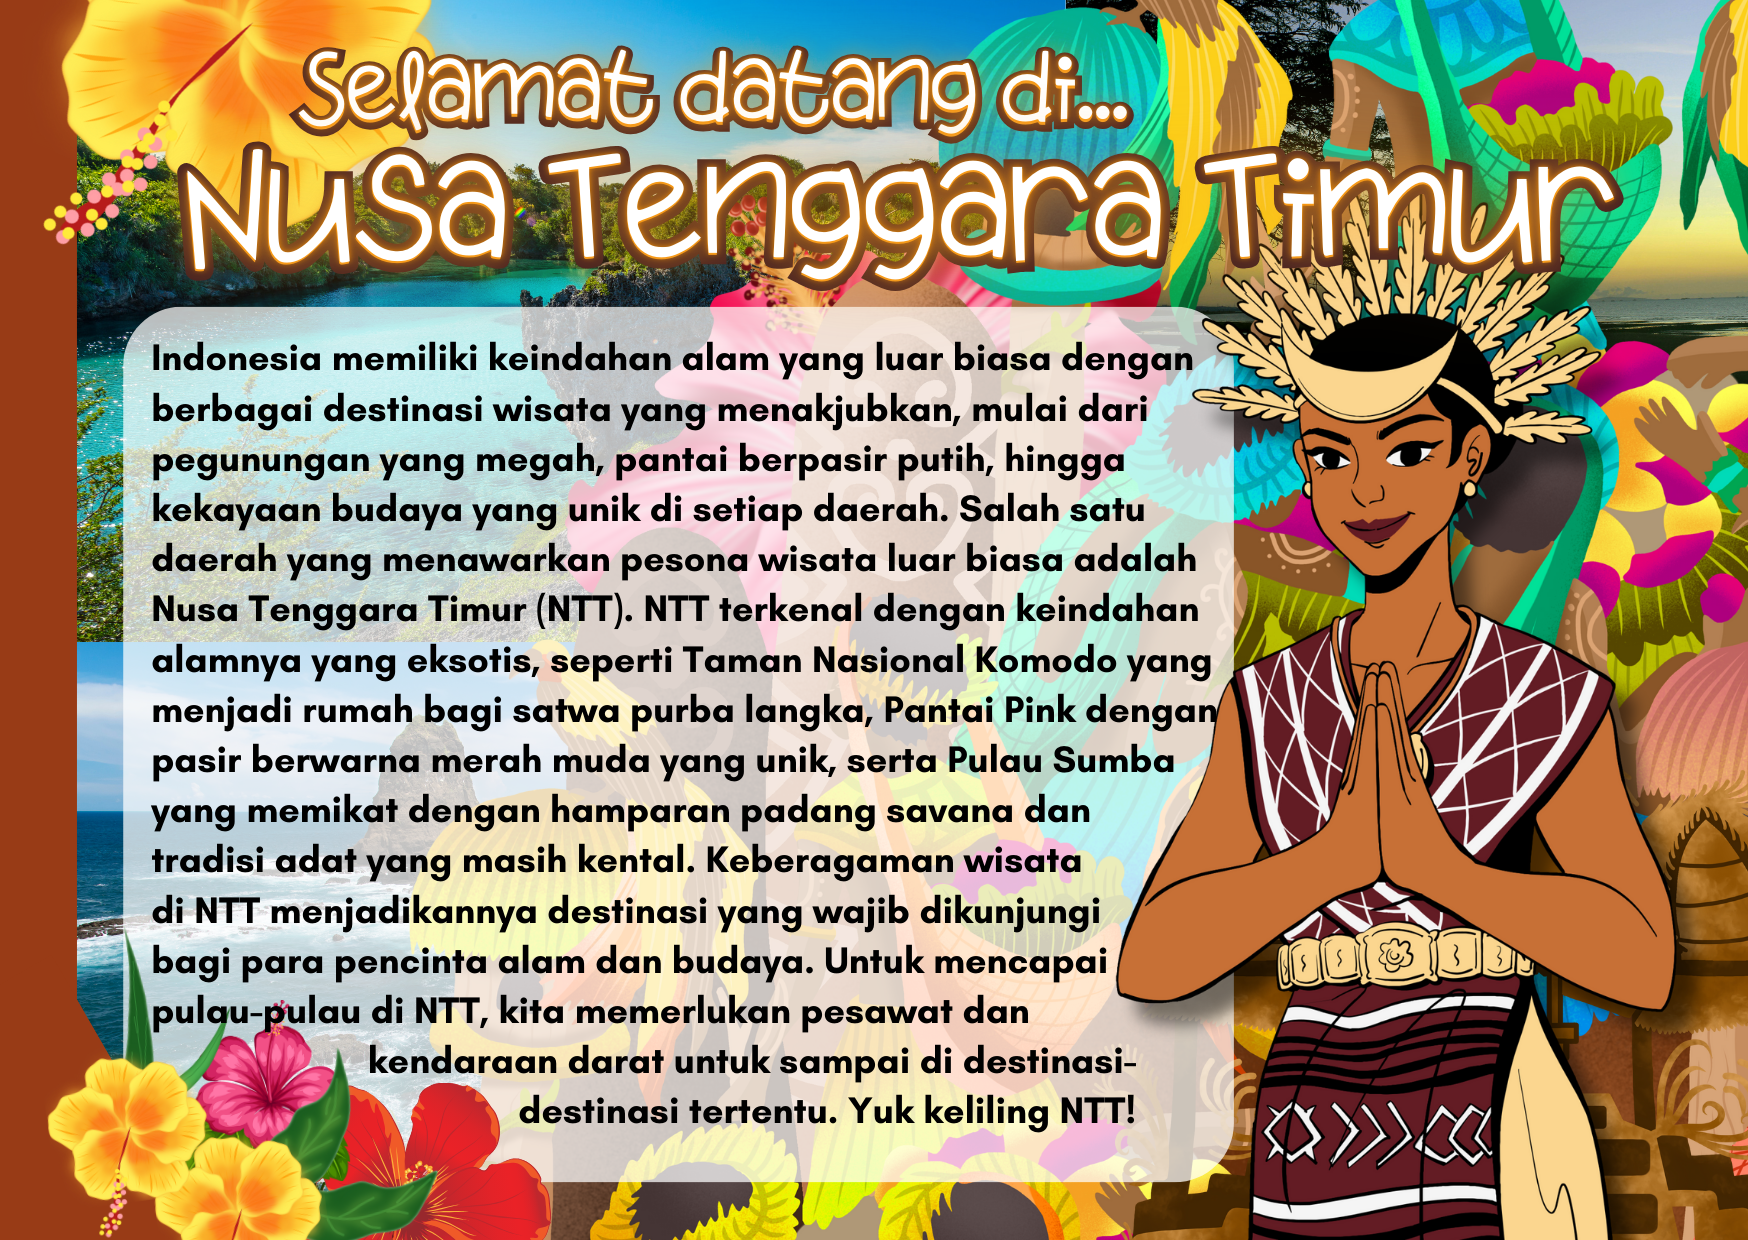 Selamat datang di...
Nusa Tenggara Timur
Indonesia memiliki keindahan alam yang luar biasa dengan
berbagai destinasi wisata yang menakjubkan, mulai dari
pegunungan yang megah, pantai berpasir putih, hingga
kekayaan budaya yang unik di setiap daerah. Salah satu
daerah yang menawarkan pesona wisata luar biasa adalah
Nusa Tenggara Timur (NTT). NTT terkenal dengan keindahan
alamnya yang eksotis, seperti Taman Nasional Komodo yang
menjadi rumah bagi satwa purba langka, Pantai Pink dengan
pasir berwarna merah muda yang unik, serta Pulau Sumba
yang memikat dengan hamparan padang savana dan
tradisi adat yang masih kental. Keberagaman wisata
di NTT menjadikannya destinasi yang wajib dikunjungi
bagi para pencinta alam dan budaya. Untuk mencapai
pulau-pulau di NTT, kita memerlukan pesawat dan
kendaraan darat untuk sampai di destinasi-
destinasi tertentu. Yuk keliling NTT!